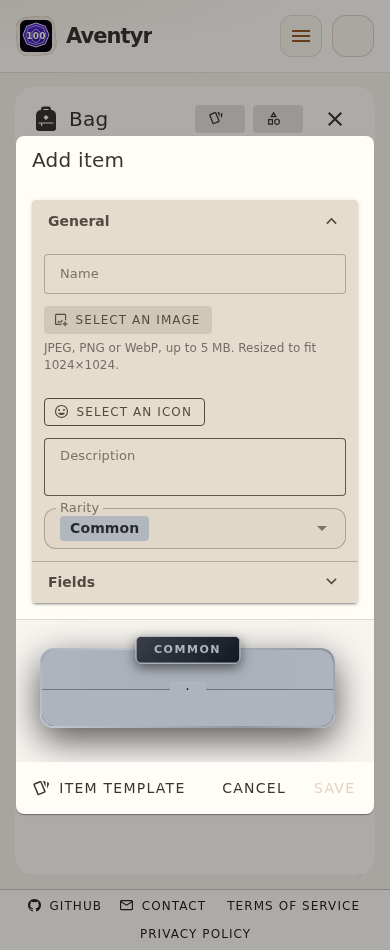 100
Aventyr
Bag
Add item
General
Name
SELECT AN IMAGE
JPEG, PNG or WebP, up to 5 MB. Resized to fit
1024×1024.
SELECT AN ICON
Description
Rarity
Common
Fields
COMMON
.
ITEM TEMPLATE CANCEL SAVE
GITHUB CONTACT TERMS OF SERVICE
PRIVACY POLICY